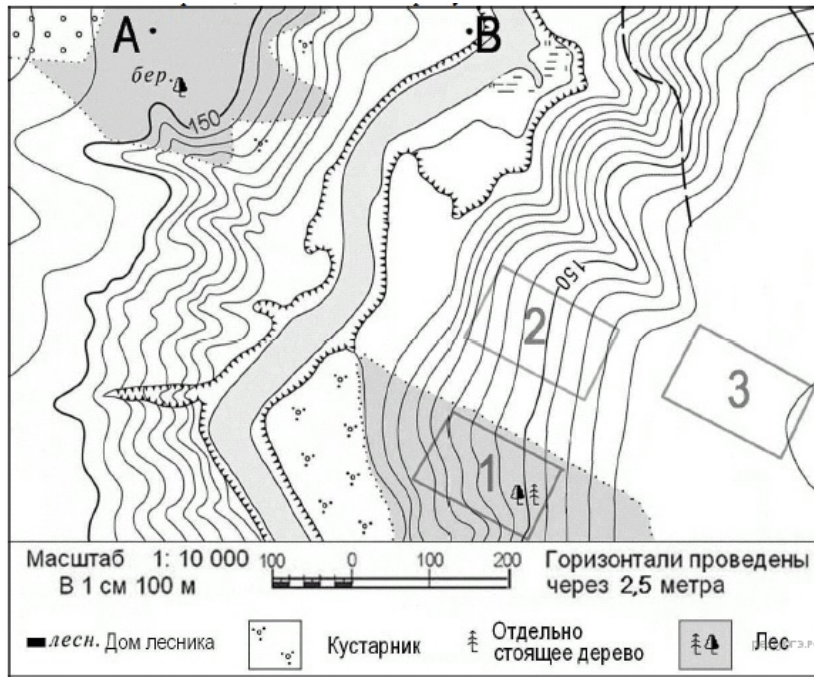 A B
бер.
150
150
2
3
1
Масштаб 1: 10 000
В 1 см 100 м
100 0 100 200
Горизонтали проведены
через 2,5 метра
лесн. Дом лесника
Кустарник
Отдельно
стоящее дерево
Лес